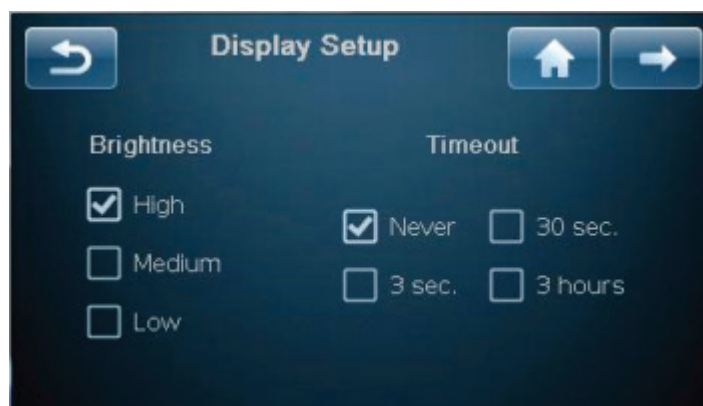 Display Setup
Brightness
High
Medium
Low
Timeout
Never
30 sec.
3 sec.
3 hours